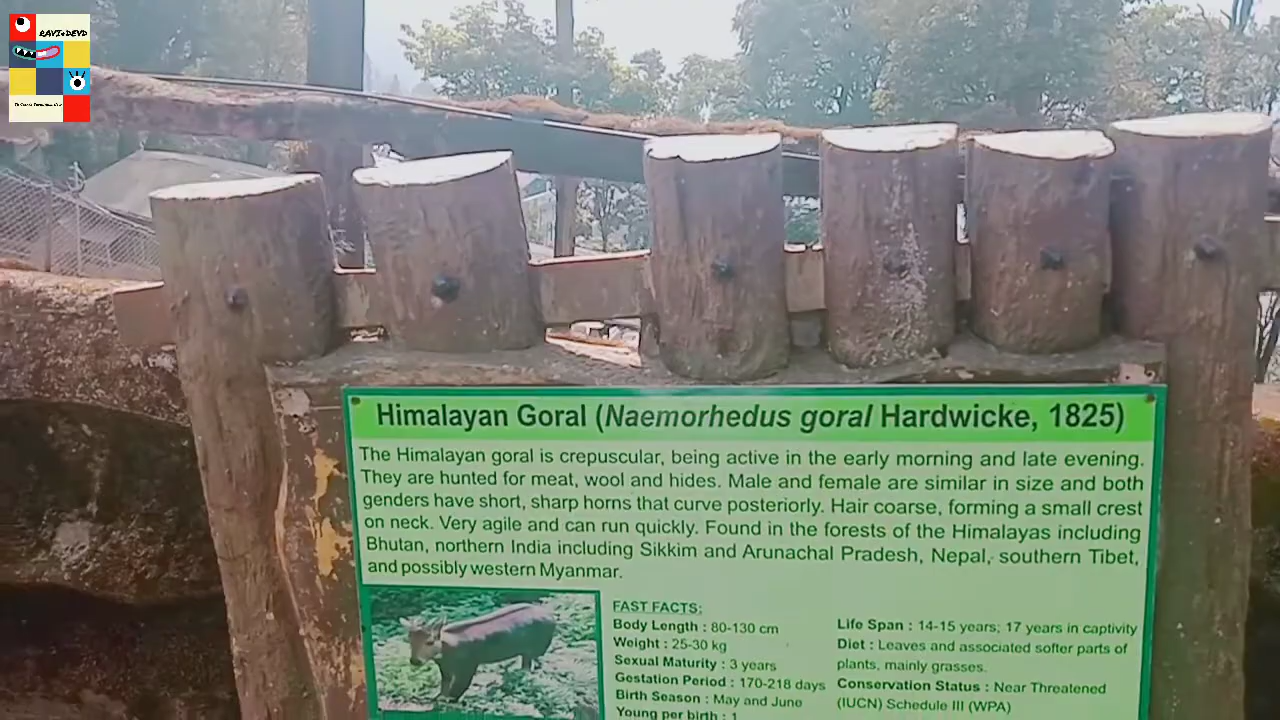 RAVI+DEVD
Himalayan Goral (Naemorhedus goral Hardwicke, 1825)
The Himalayan goral is crepuscular, being active in the early morning and late evening.
They are hunted for meat, wool and hides. Male and female are similar in size and both
genders have short, sharp horns that curve posteriorly. Hair coarse, forming a small crest
on neck. Very agile and can run quickly. Found in the forests of the Himalayas including
Bhutan, northern India including Sikkim and Arunachal Pradesh, Nepal, southern Tibet,
and possibly western Myanmar.
FAST FACTS:
Body Length : 80-130 cm
Weight : 25-30 kg
Sexual Maturity : 3 years
Gestation Period : 170-218 days
Birth Season : May and June
Young per birth : 1
Life Span : 14-15 years; 17 years in captivity
Diet : Leaves and associated softer parts of
plants, mainly grasses.
Conservation Status : Near Threatened
(IUCN) Schedule III (WPA)